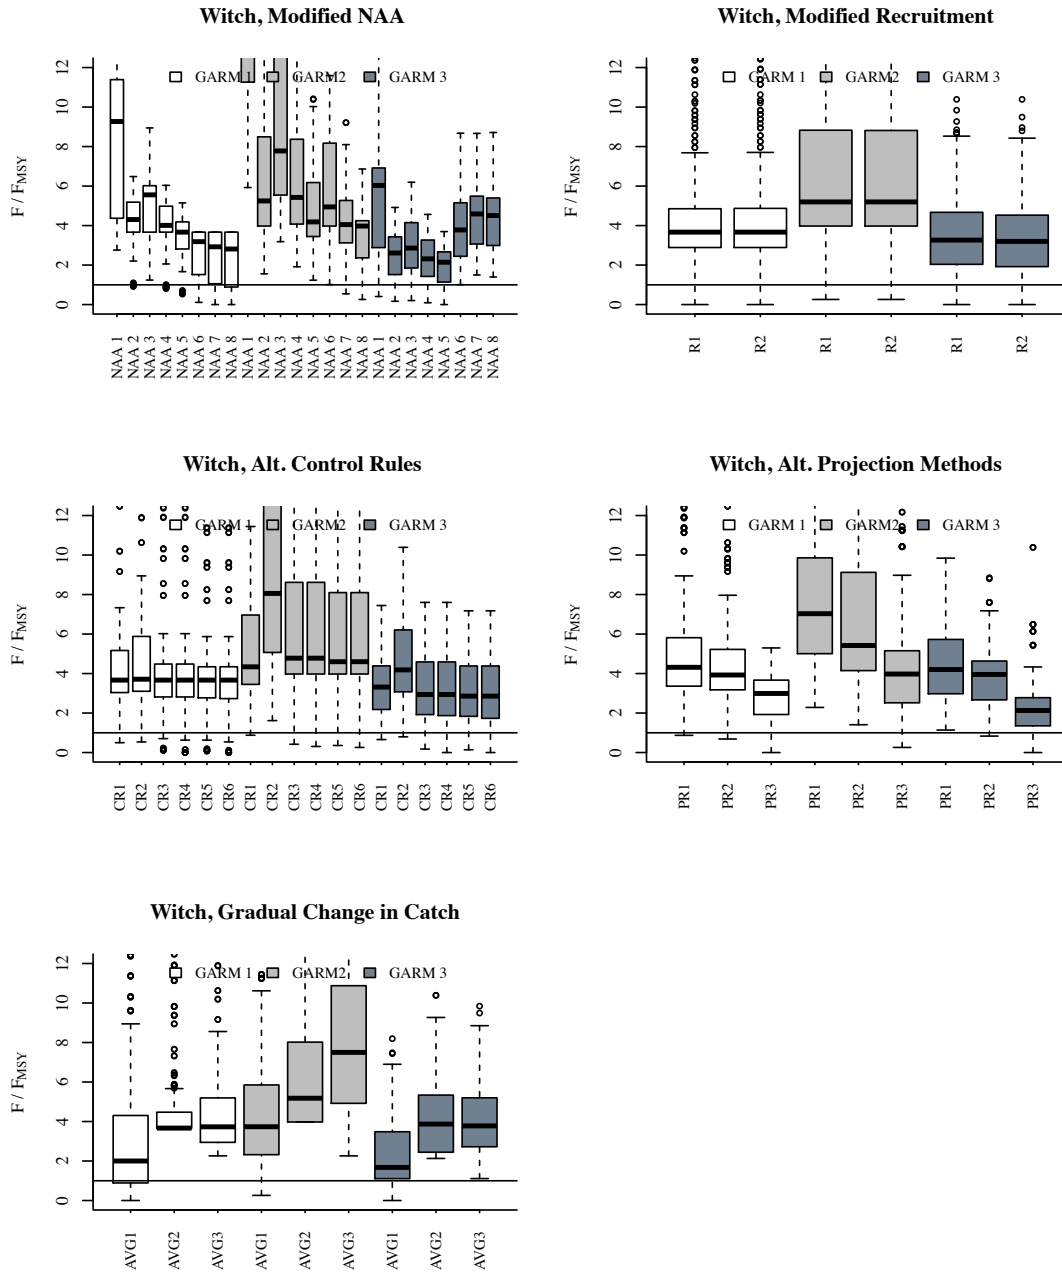 Witch, Modified NAA
GARM 1 GARM2 GARM 3
F / FMSY
0 2 4 6 8 10 12
NAA 1 NAA 2 NAA 3 NAA 4 NAA 5 NAA 6 NAA 7 NAA 8 NAA 1 NAA 2 NAA 3 NAA 4 NAA 5 NAA 6 NAA 7 NAA 8 NAA 1 NAA 2 NAA 3 NAA 4 NAA 5 NAA 6 NAA 7 NAA 8
Witch, Modified Recruitment
GARM 1 GARM2 GARM 3
F / FMSY
0 2 4 6 8 10 12
R1 R2 R1 R2 R1 R2
Witch, Alt. Control Rules
GARM 1 GARM2 GARM 3
F / FMSY
0 2 4 6 8 10 12
CR1 CR2 CR3 CR4 CR5 CR6 CR1 CR2 CR3 CR4 CR5 CR6 CR1 CR2 CR3 CR4 CR5 CR6
Witch, Alt. Projection Methods
GARM 1 GARM2 GARM 3
F / FMSY
0 2 4 6 8 10 12
PR1 PR2 PR3 PR1 PR2 PR3 PR1 PR2 PR3
Witch, Gradual Change in Catch
GARM 1 GARM2 GARM 3
F / FMSY
0 2 4 6 8 10 12
AVG1 AVG2 AVG3 AVG1 AVG2 AVG3 AVG1 AVG2 AVG3